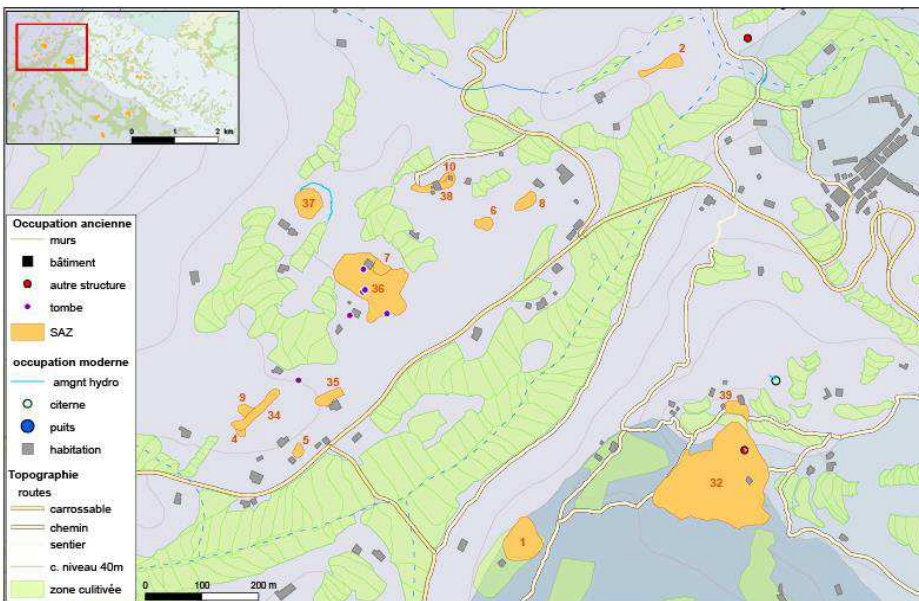 0 1 2 km
Occupation ancienne
murs
bâtiment
autre structure
tombe
SAZ
occupation moderne
amgnt hydro
citerne
puits
habitation
Topographie
routes
carrossable
chemin
sentier
c. niveau 40m
zone culitivée
2
10
38
8
6
37
7
36
35
9
34
4
5
39
32
1
0 100 200 m